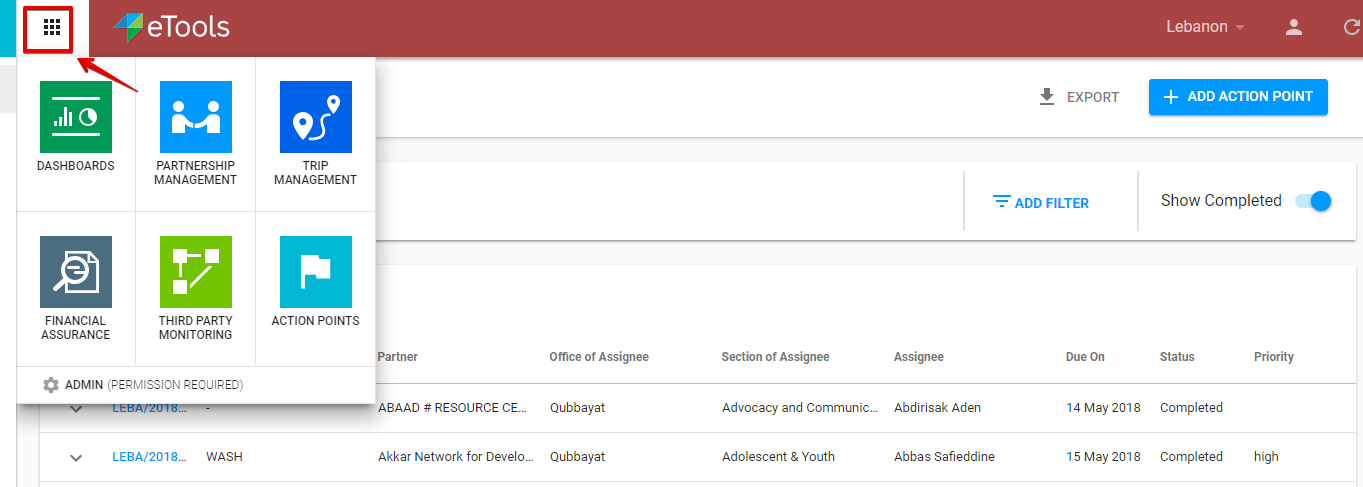 eTools
Lebanon
EXPORT
ADD ACTION POINT
DASHBOARDS
PARTNERSHIP
MANAGEMENT
TRIP
MANAGEMENT
ADD FILTER
Show Completed
FINANCIAL
ASSURANCE
THIRD PARTY
MONITORING
ACTION POINTS
ADMIN (PERMISSION REQUIRED)
Partner Office of Assignee Section of Assignee Assignee Due On Status Priority
LEBA/2018... - ABAAD # RESOURCE CE... Qubbayat Advocacy and Communic... Abdirisak Aden 14 May 2018 Completed
LEBA/2018... WASH Akkar Network for Develo... Qubbayat Adolescent & Youth Abbas Safieddine 15 May 2018 Completed high